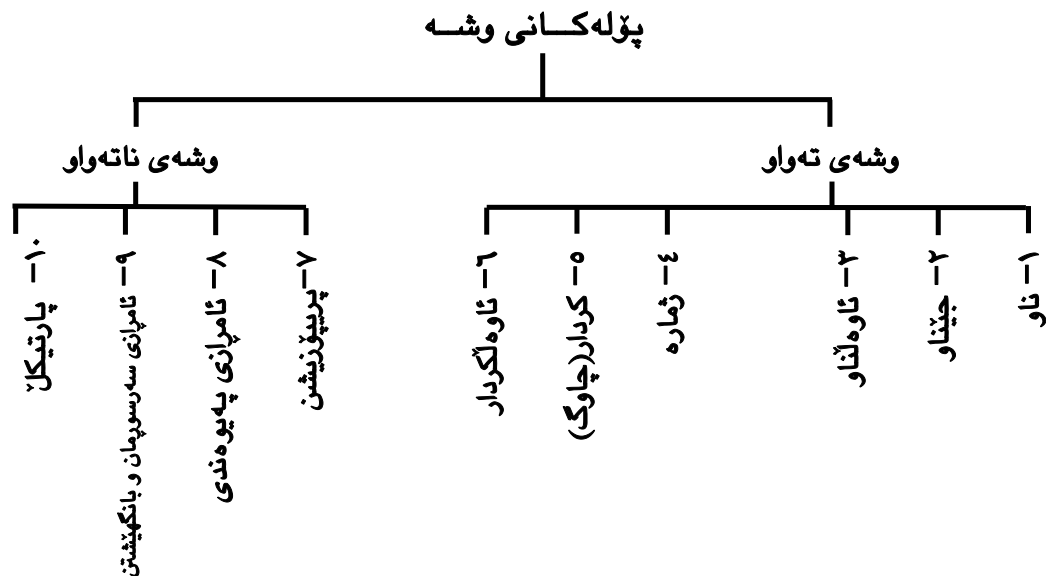 پۆلەکـــانی وشـــە
وشەی تەواو
وشەی ناتەواو
١– ناو
٢– جێناو
٣– ئاوەڵناو
٤– ژمارە
٥– کردار(چاوگ)
٦– ئاوەڵکردار
٧–پریپۆزیشن
٨– ئامرازی پەیوەندی
٩– ئامرازی سەرسوڕمان و بانگهێشتن
١٠– پارتیکڵ